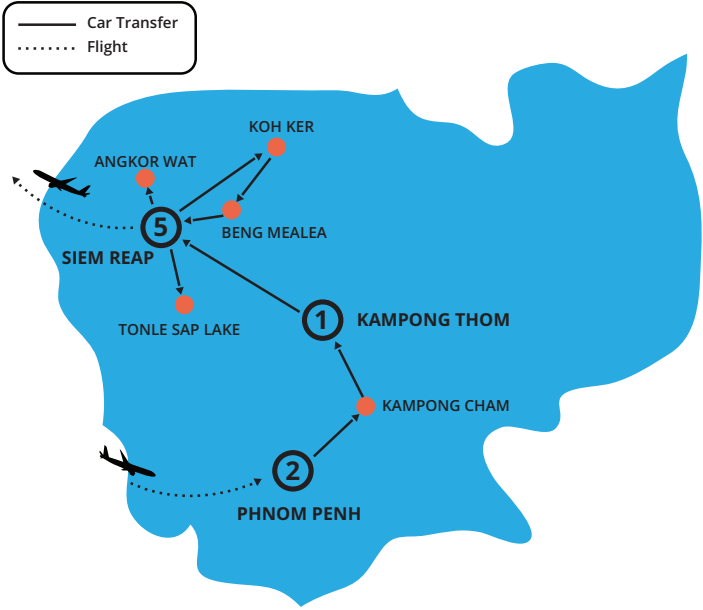 Car Transfer
Flight
KOH KER
ANGKOR WAT
5
BENG MEALEA
SIEM REAP
1
KAMPONG THOM
TONLE SAP LAKE
KAMPONG CHAM
2
PHNOM PENH